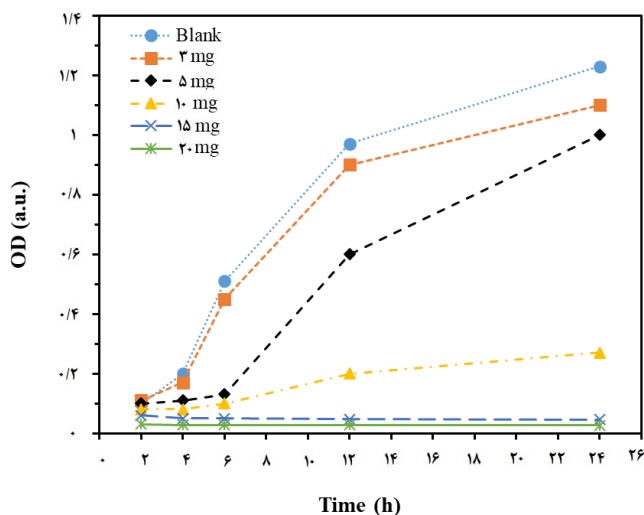 ۱/۴
۱/۲
۱
۰/۸
۰/۶
۰/۴
۰/۲
۰
OD (a.u.)
Blank
۳ mg
۵ mg
۱۰ mg
۱۵ mg
۲۰ mg
۰ ۲ ۴ ۶ ۸ ۱۰ ۱۲ ۱۴ ۱۶ ۱۸ ۲۰ ۲۲ ۲۴ ۲۶
Time (h)